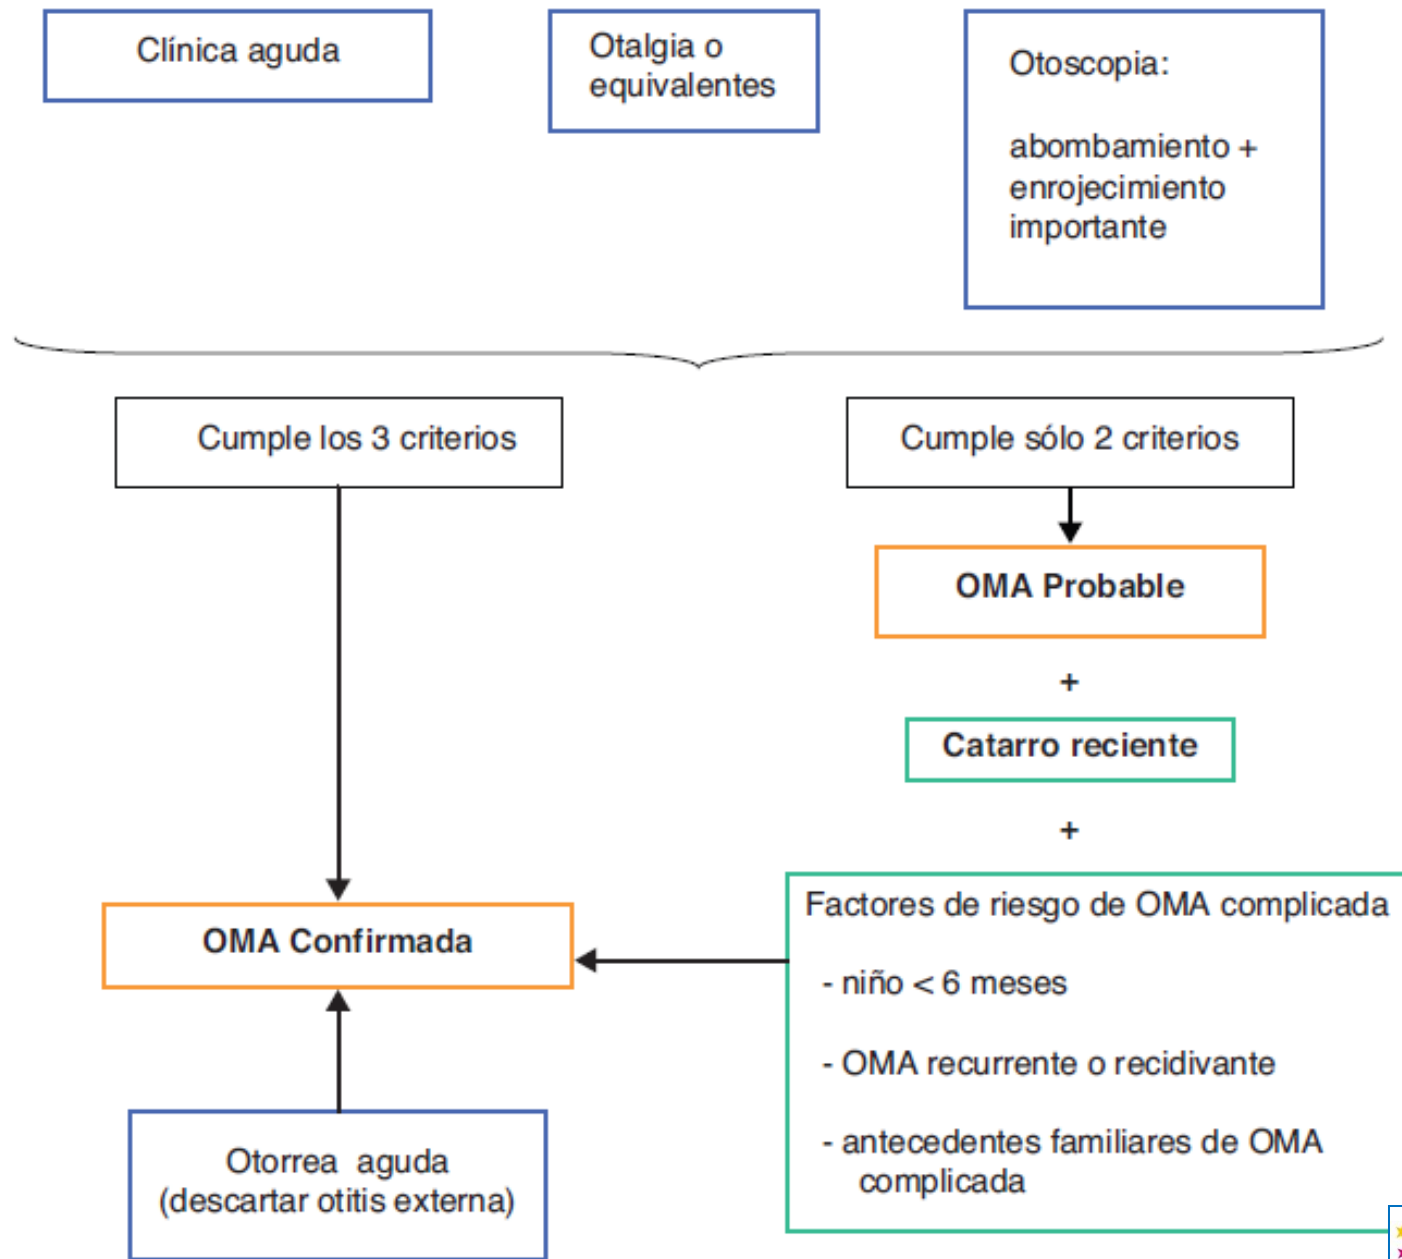 Clínica aguda
Otalgia o
equivalentes
Otoscopia:
abombamiento +
enrojecimiento
importante
Cumple los 3 criterios
Cumple sólo 2 criterios
OMA Probable
+
Catarro reciente
+
Factores de riesgo de OMA complicada
- niño < 6 meses
- OMA recurrente o recidivante
- antecedentes familiares de OMA
complicada
OMA Confirmada
Otorrea aguda
(descartar otitis externa)